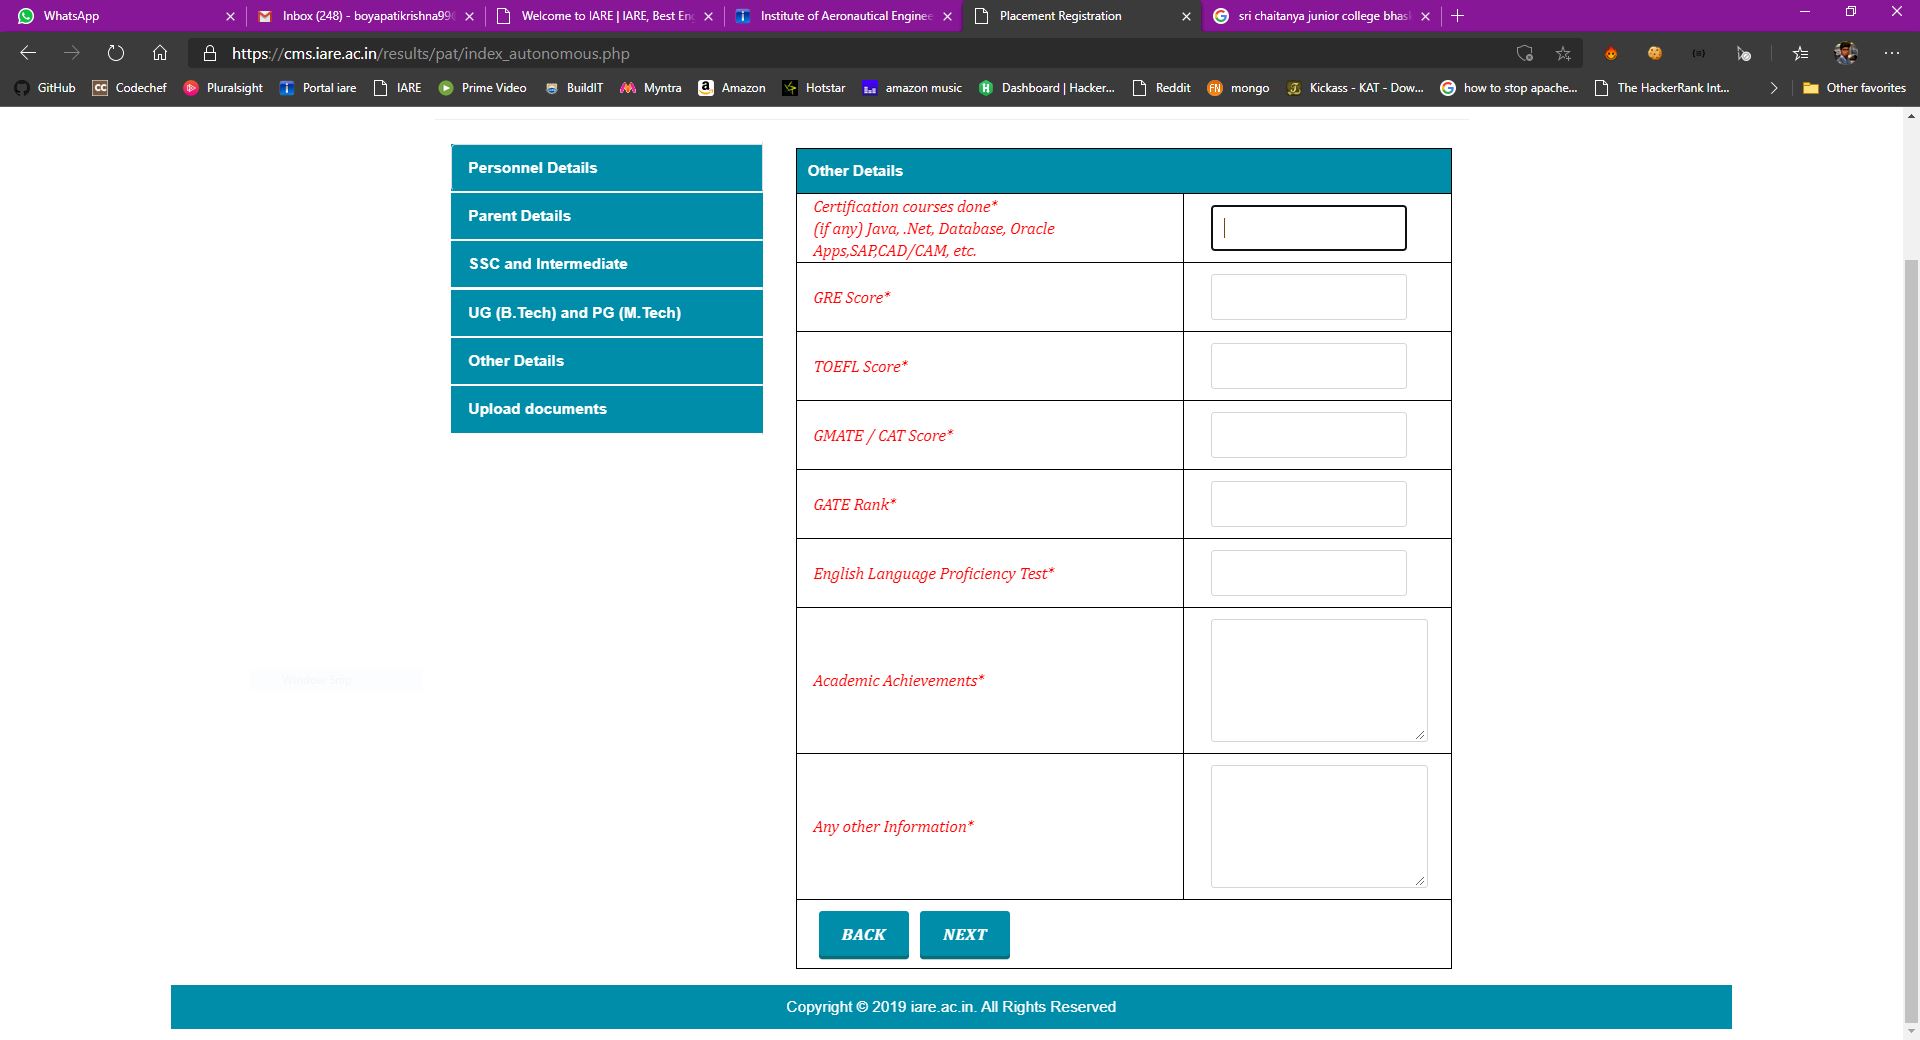 WhatsApp
Inbox (248) - boyapatikrishna99
Welcome to IARE | IARE, Best En
Institute of Aeronautical Enginee
Placement Registration
sri chaitanya junior college bhas
https://cms.iare.ac.in/results/pat/index_autonomous.php
GitHub
Codechef
Pluralsight
Portal iare
IARE
Prime Video
BuildIT
Myntra
Amazon
Hotstar
amazon music
Dashboard | Hacker...
Reddit
mongo
Kickass - KAT - Dow...
how to stop apache...
The HackerRank Int...
Other favorites
Personnel Details
Parent Details
SSC and Intermediate
UG (B.Tech) and PG (M.Tech)
Other Details
Upload documents
Other Details
Certification courses done*
(if any) Java, .Net, Database, Oracle
Apps,SAP,CAD/CAM, etc.
GRE Score*
TOEFL Score*
GMATE / CAT Score*
GATE Rank*
English Language Proficiency Test*
Academic Achievements*
Window Snip
Any other Information*
BACK
NEXT
Copyright © 2019 iare.ac.in. All Rights Reserved